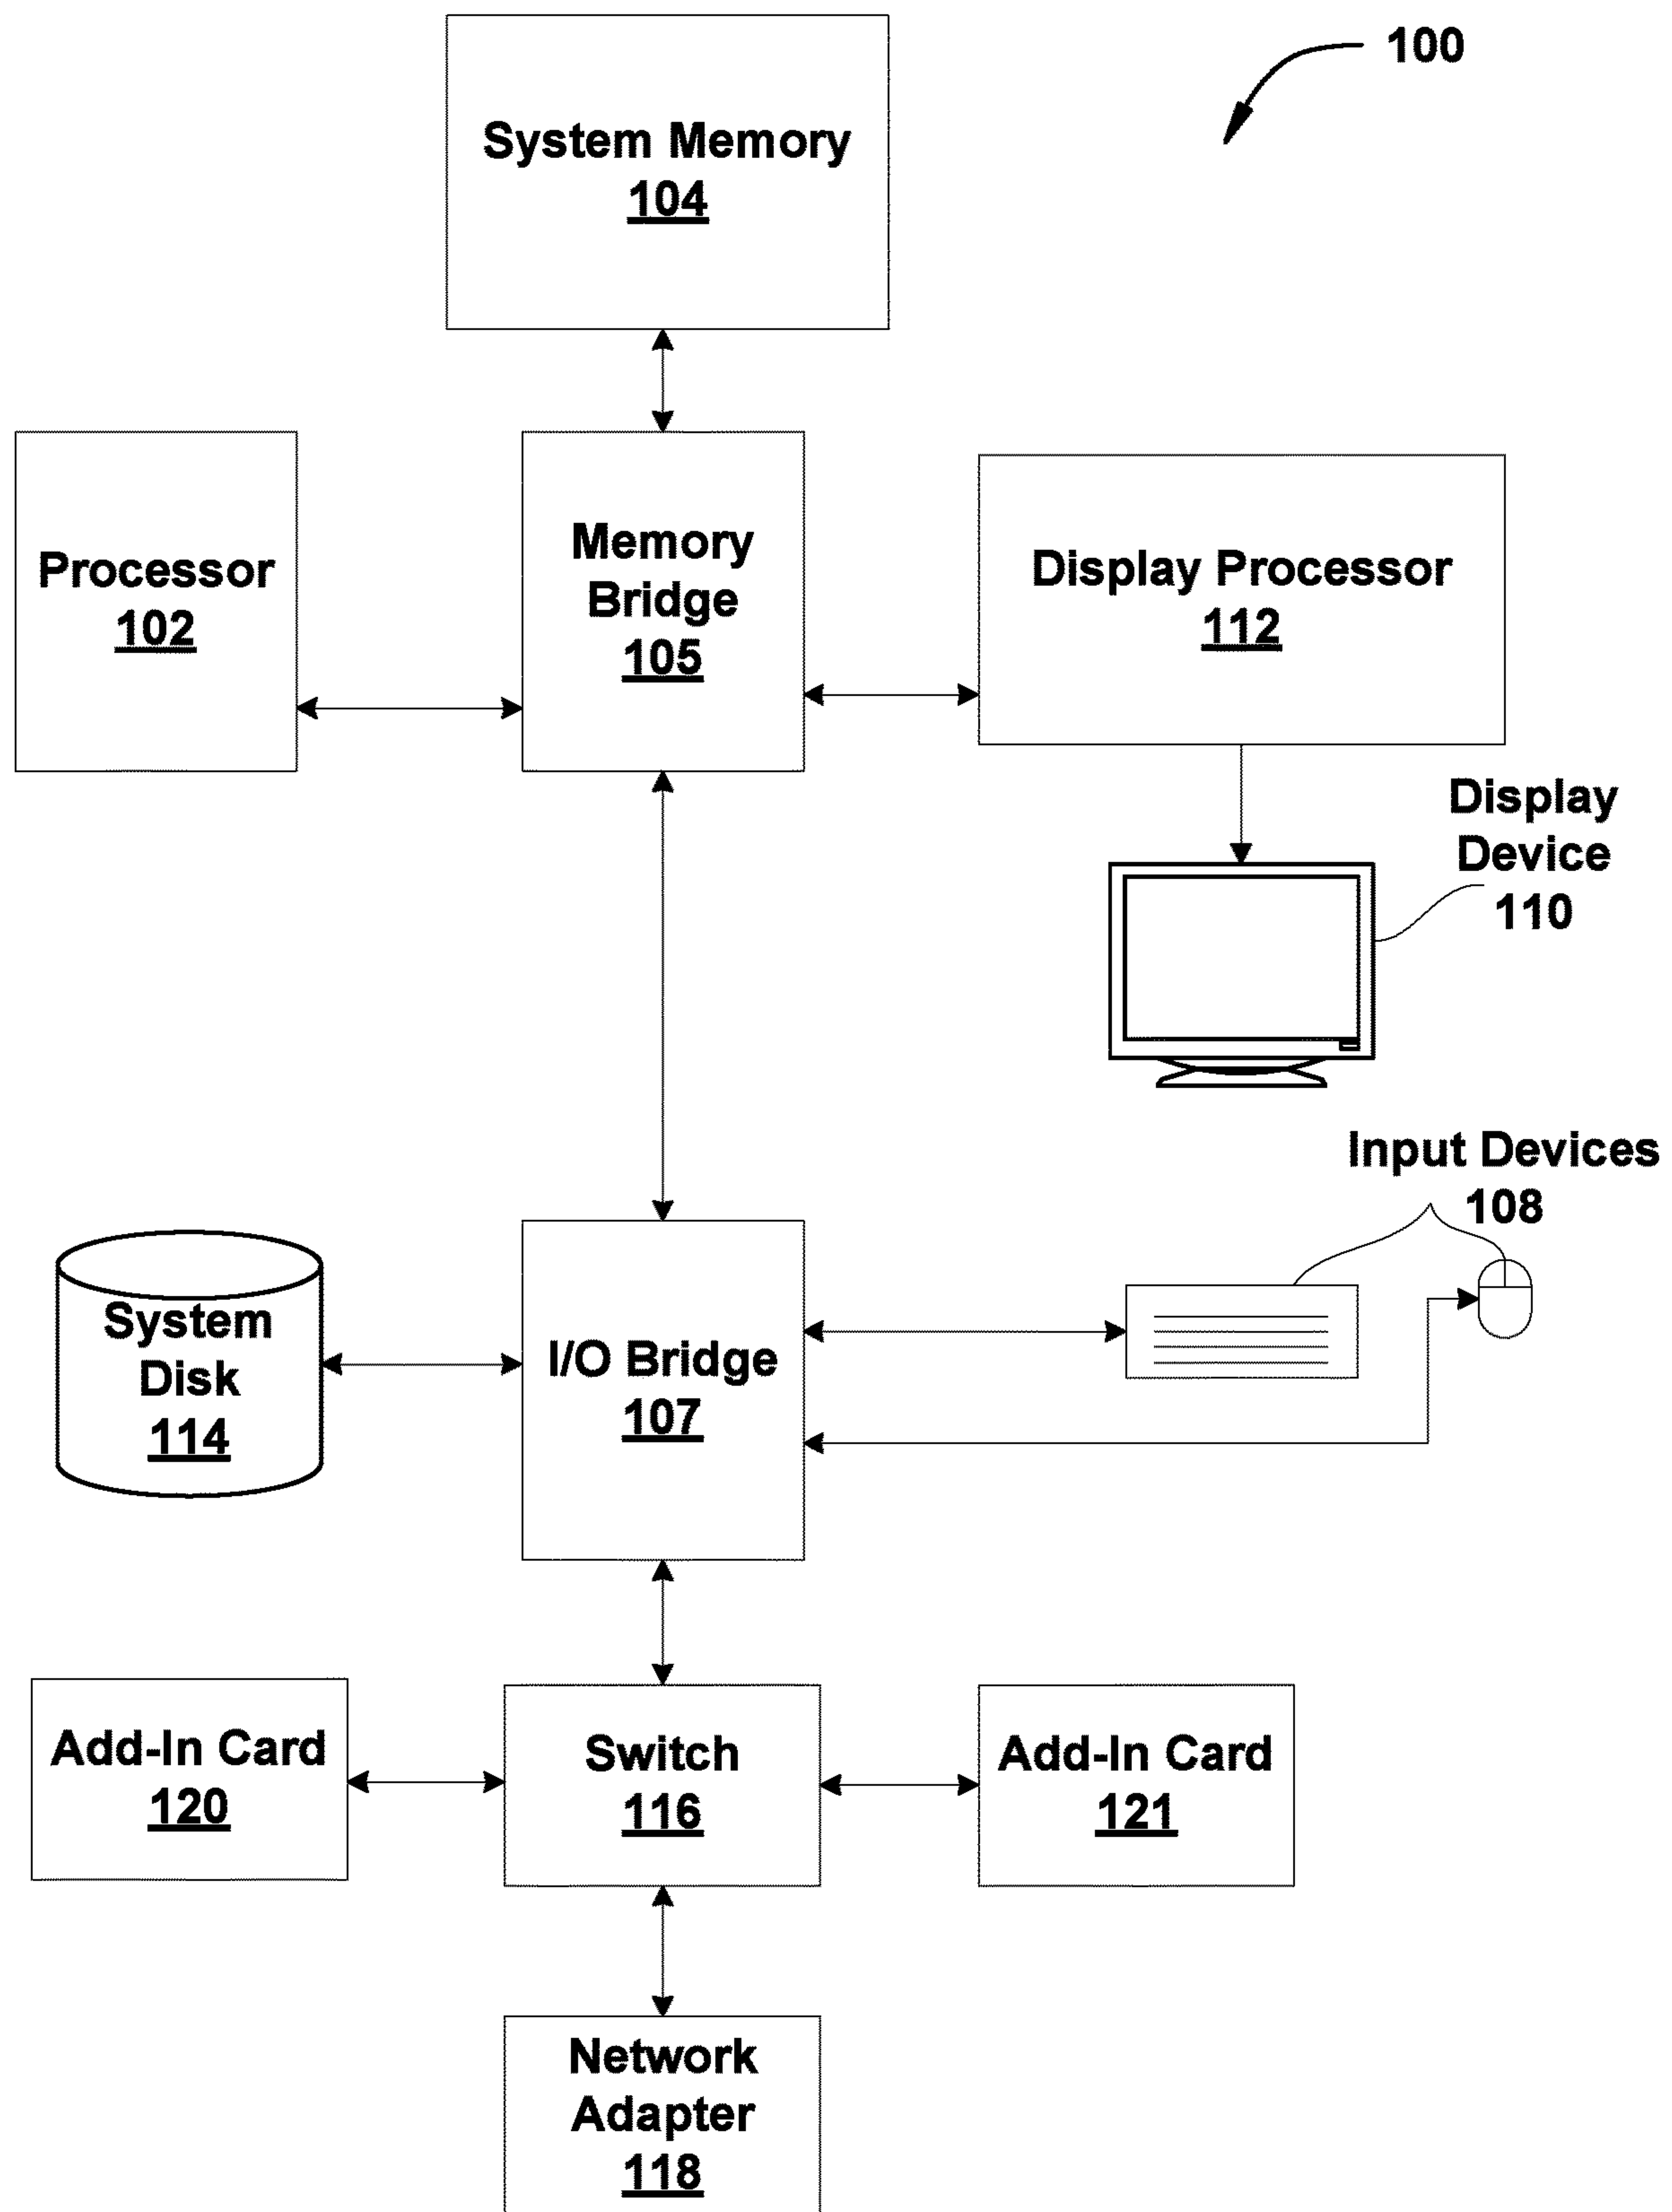 100
System Memory
104
Processor
102
Memory
Bridge
105
Display Processor
112
Display
Device
110
Input Devices
108
System
Disk
114
I/O Bridge
107
Add-In Card
120
Switch
116
Add-In Card
121
Network
Adapter
118